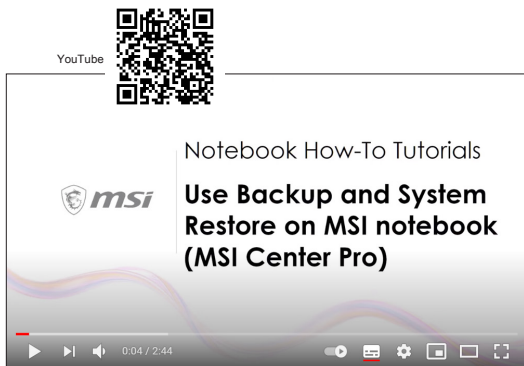 YouTube
Notebook How-To Tutorials
msi
Use Backup and System
Restore on MSI notebook
(MSI Center Pro)
0:04 / 2:44